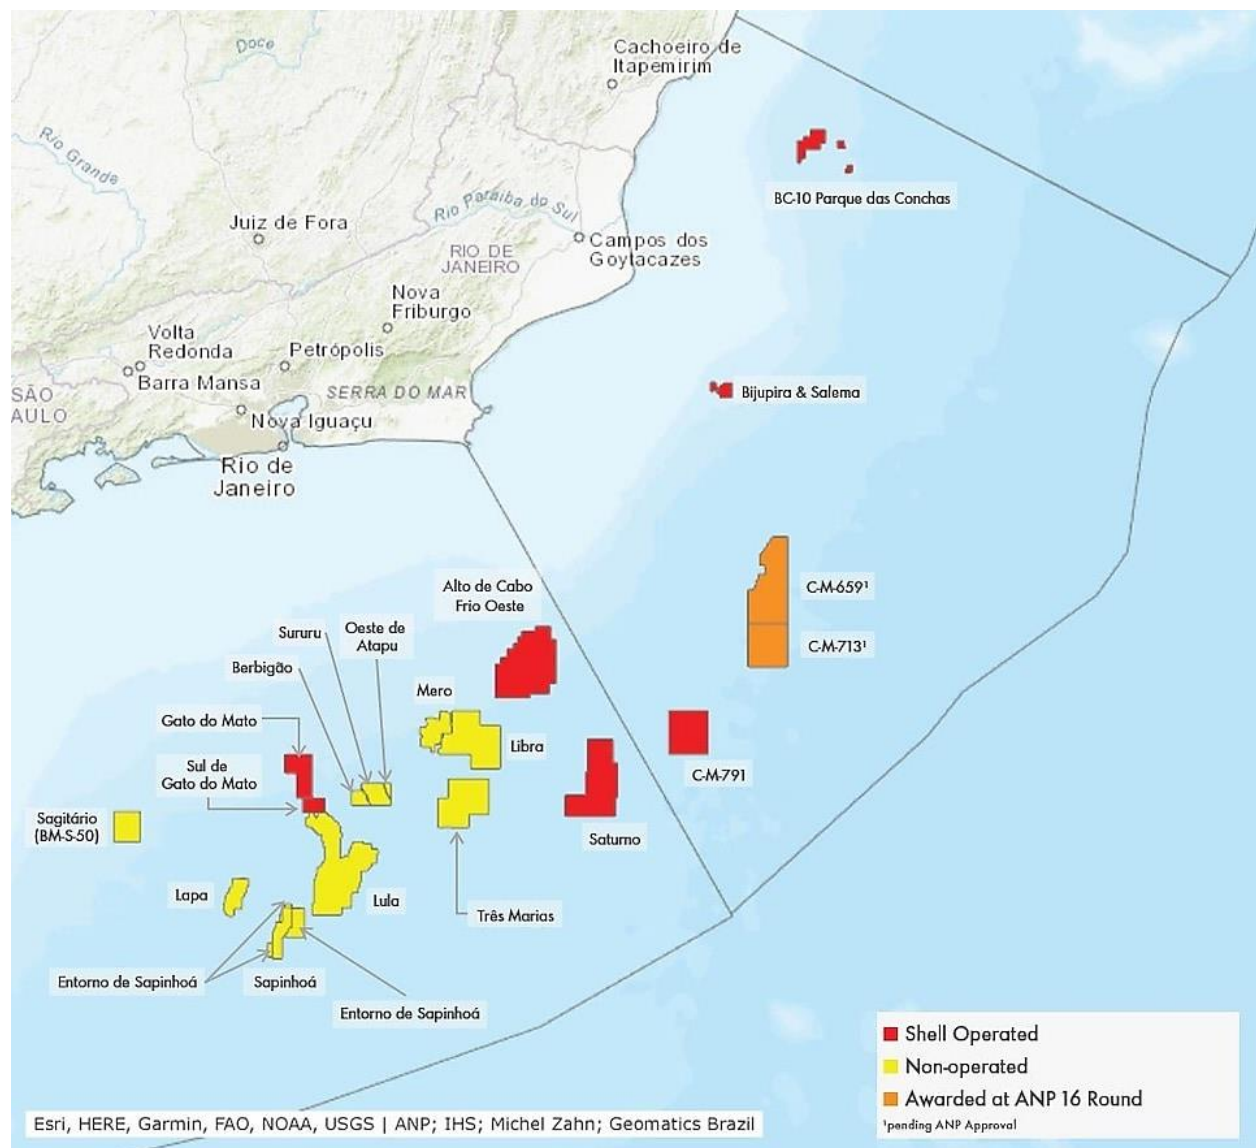 Doce
Cachoeiro de
Itapemirim
Rio Grande
BC-10 Parque das Conchas
Juiz de Fora
Rio Paraiba do Sul
RIO DE
JANEIRO
Campos dos
Goytacazes
Nova
Friburgo
Volta
Redonda
Petrópolis
Barra Mansa
SERRA DO MAR
Bijupira & Salema
SÃO
AULO
Nova Iguaçu
Rio de
Janeiro
Alto de Cabo
Frio Oeste
C-M-659¹
Sururu
Oeste de
Atapu
C-M-713¹
Berbigão
Mero
Gato do Mato
Libra
Sul de
Gato do Mato
C-M-791
Sagitário
(BM-S-50)
Saturno
Lapa
Lula
Três Marias
Entorno de Sapinhoá
Sapinhoá
Entorno de Sapinhoá
Shell Operated
Non-operated
Awarded at ANP 16 Round
¹pending ANP Approval
Esri, HERE, Garmin, FAO, NOAA, USGS | ANP; IHS; Michel Zahn; Geomatics Brazil